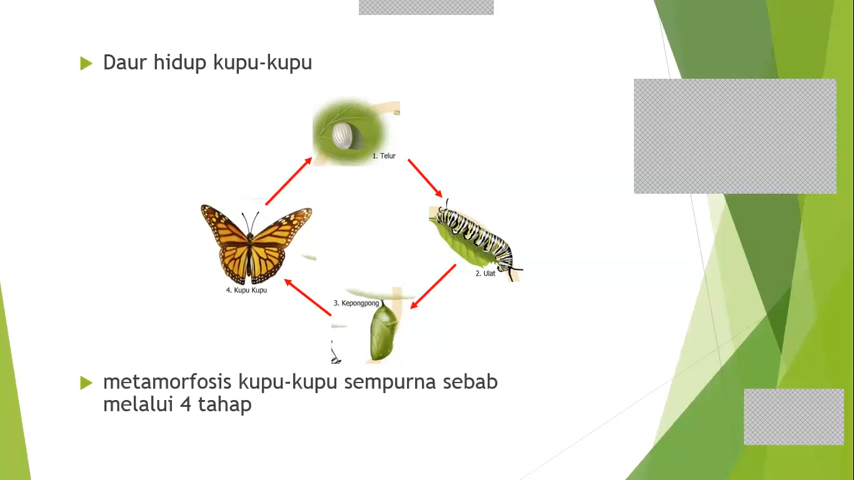 Daur hidup kupu-kupu
1. Telur
2. Ulat
3. Kepongpong
4. Kupu Kupu
metamorfosis kupu-kupu sempurna sebab
melalui 4 tahap